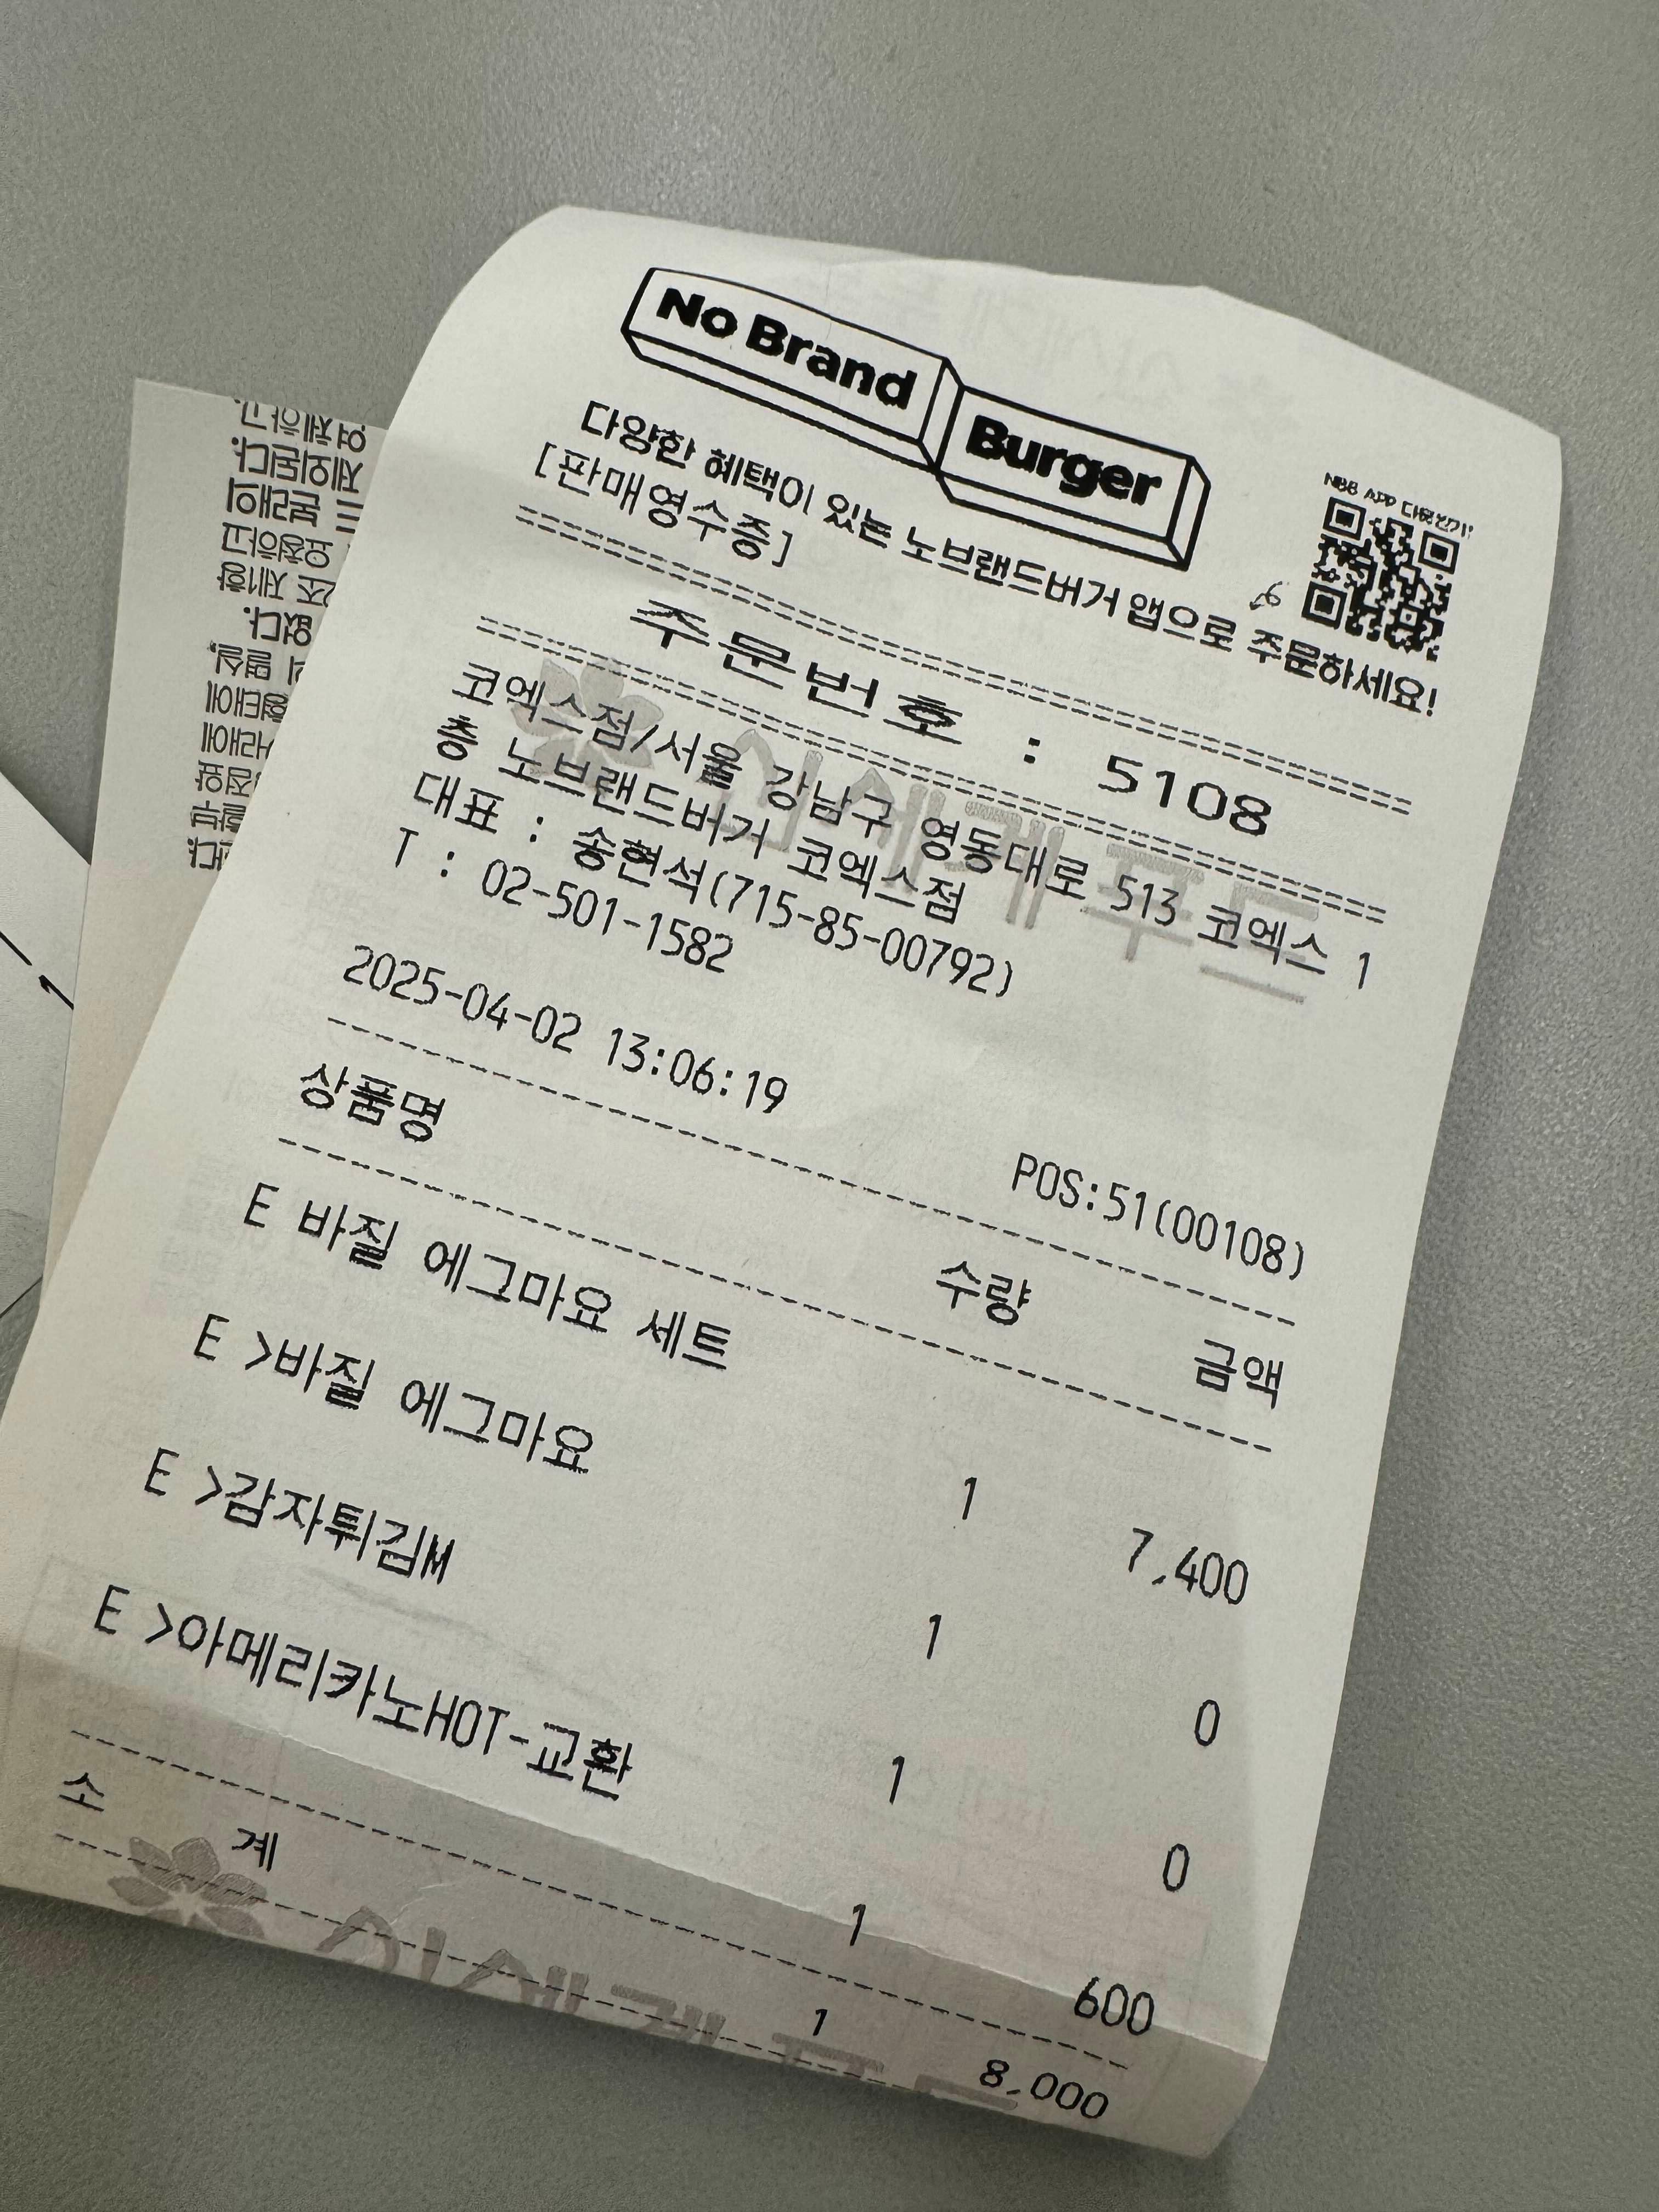 No Brand Burger
NBB APP 다운받기!
다양한 혜택이 있는 노브랜드버거 앱으로 주문하세요!
[판매영수증]
주문번호 : 5108
코엑스점/서울 강남구 영동대로 513 코엑스 1
층 노브랜드버거 코엑스점
대표 : 송현석(715-85-00792)
T : 02-501-1582
2025-04-02 13:06:19 POS:51(00108)
상품명 수량 금액
E 바질 에그마요 세트 1 7,400
E >바질 에그마요 1 0
E >감자튀김M 1 0
E >아메리카노HOT-교환 1 600
소 계 1 8,000
신세계푸드